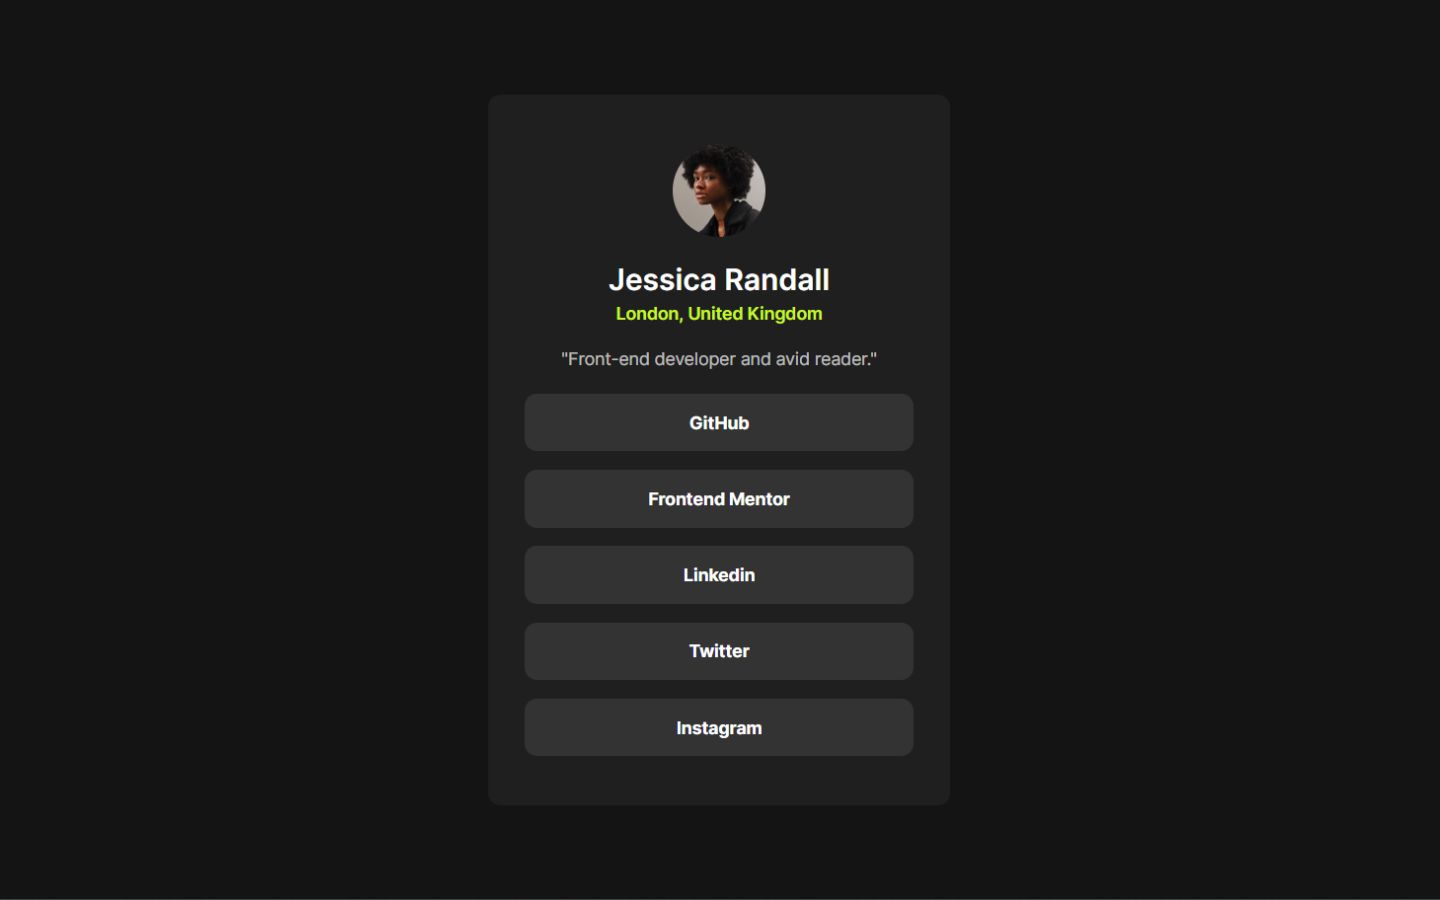 Jessica Randall
London, United Kingdom
"Front-end developer and avid reader."
GitHub
Frontend Mentor
Linkedin
Twitter
Instagram